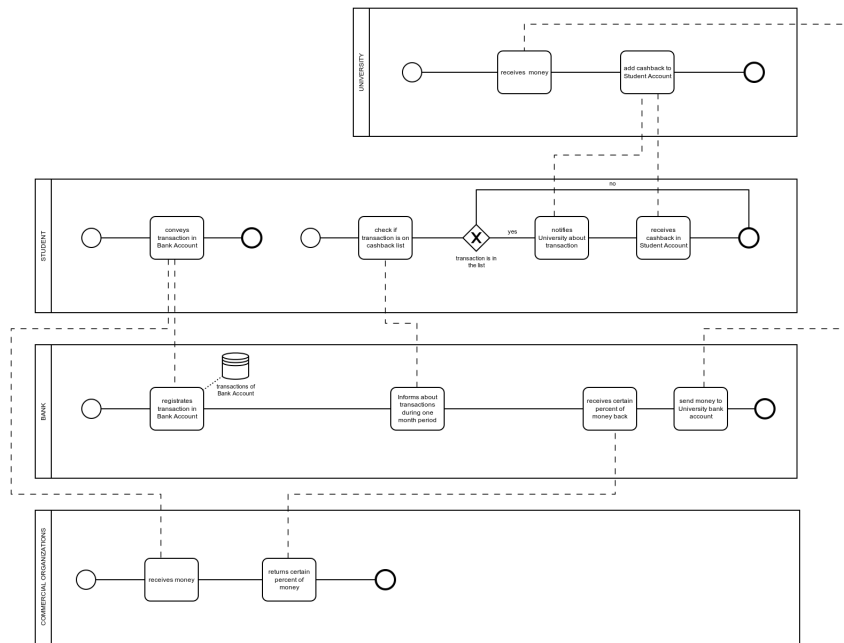 UNIVERSITY
receives money
add cashback to
Student Account
STUDENT
conveys
transaction in
Bank Account
check if
transaction is on
cashback list
transaction is in
the list
yes
no
notifies
University about
transaction
receives
cashback in
Student Account
BANK
registrates
transaction in
Bank Account
transactions of
Bank Account
Informs about
transactions
during one
month period
receives certain
percent of
money back
send money to
University bank
account
COMMERCIAL ORGANIZATIONS
receives money
returns certain
percent of
money